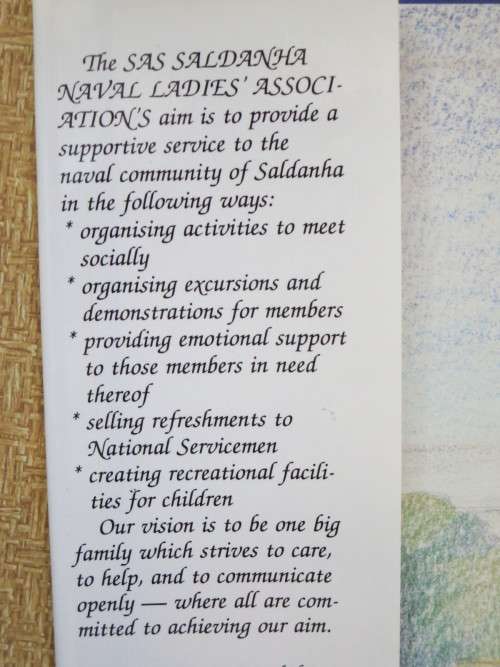 The SAS SALDANHA
NAVAL LADIES' ASSOCI-
ATION'S aim is to provide a
supportive service to the
naval community of Saldanha
in the following ways:
* organising activities to meet
socially
* organising excursions and
demonstrations for members
* providing emotional support
to those members in need
thereof
* selling refreshments to
National Servicemen
* creating recreational facili-
ties for children
Our vision is to be one big
family which strives to care,
to help, and to communicate
openly — where all are com-
mitted to achieving our aim.